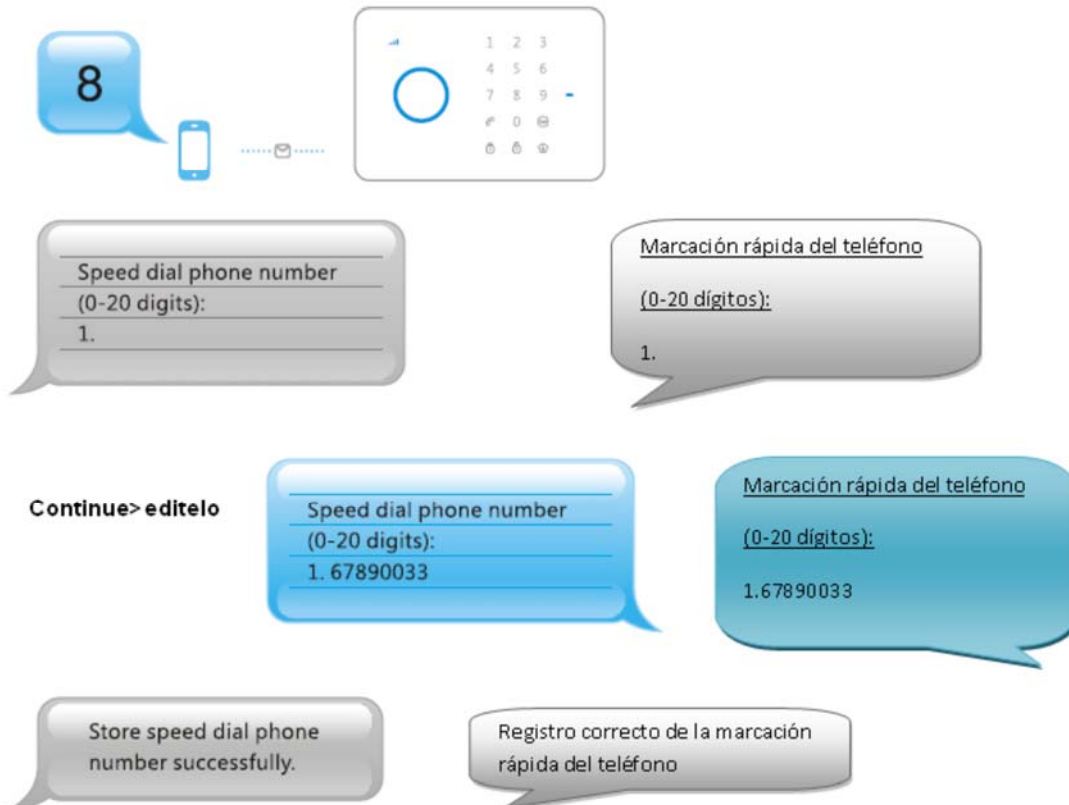 8
1 2 3
4 5 6
7 8 9
0
Speed dial phone number
(0-20 digits):
1.
Marcación rápida del teléfono
(0-20 dígitos):
1.
Continue> editelo
Speed dial phone number
(0-20 digits):
1. 67890033
Marcación rápida del teléfono
(0-20 dígitos):
1.67890033
Store speed dial phone
number successfully.
Registro correcto de la marcación
rápida del teléfono